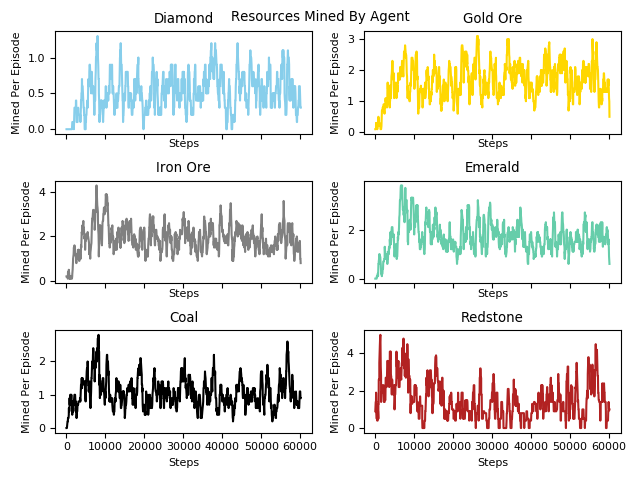 Resources Mined By Agent
Diamond
Mined Per Episode
1.0
0.5
0.0
Steps
Gold Ore
Mined Per Episode
3
2
1
0
Steps
Iron Ore
Mined Per Episode
4
2
0
Steps
Emerald
Mined Per Episode
2
0
Steps
Coal
Mined Per Episode
2
1
0
0 10000 20000 30000 40000 50000 60000
Steps
Redstone
Mined Per Episode
4
2
0
0 10000 20000 30000 40000 50000 60000
Steps